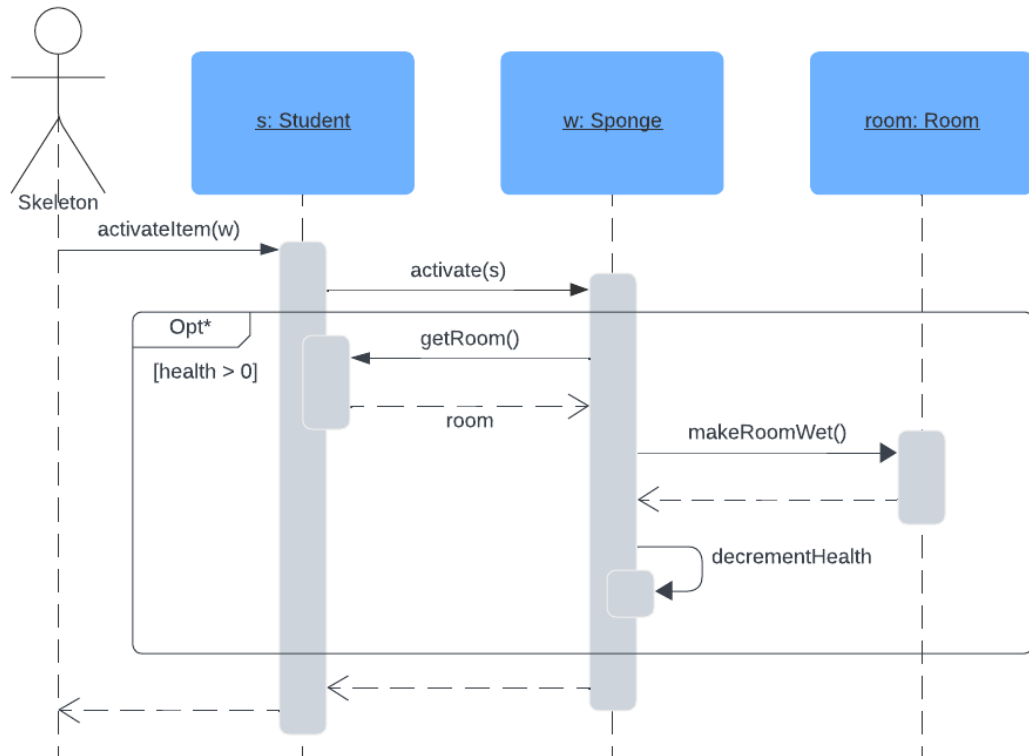 s: Student
w: Sponge
room: Room
Skeleton
activateItem(w)
activate(s)
Opt*
[health > 0]
getRoom()
room
makeRoomWet()
decrementHealth